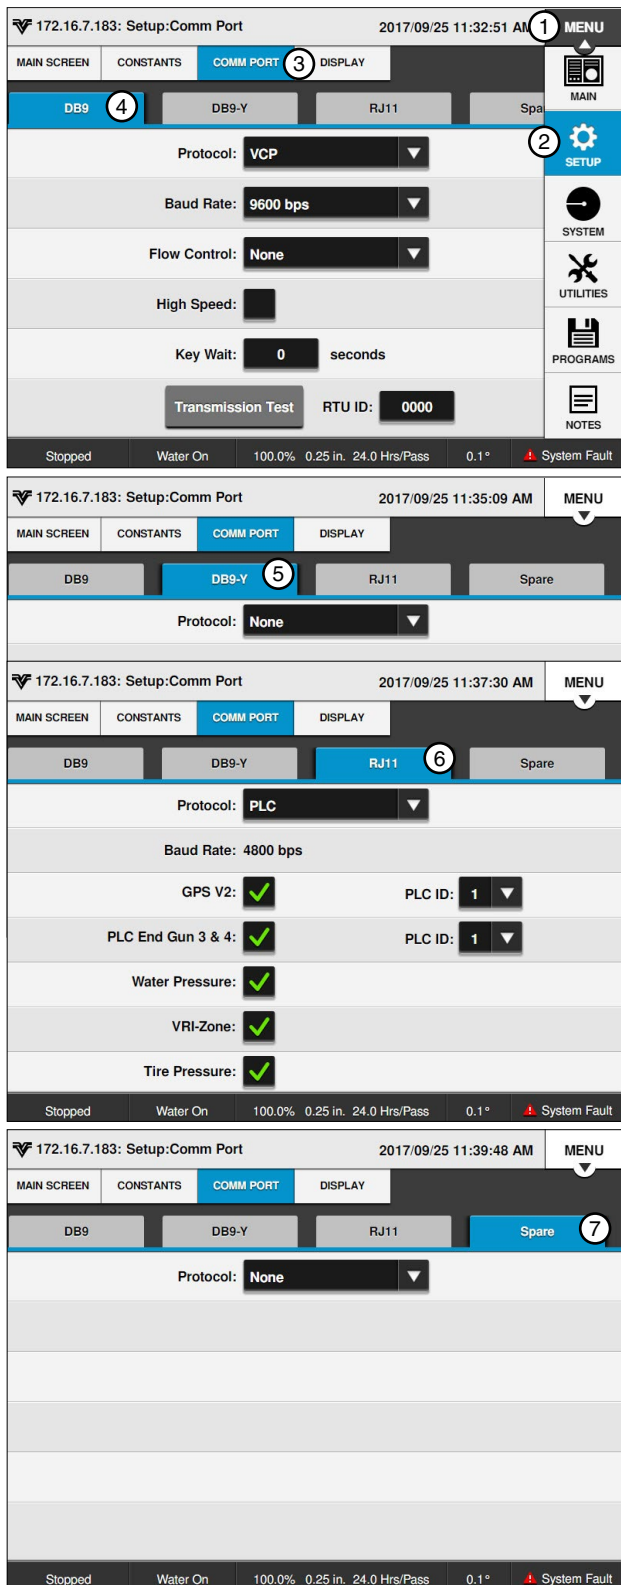 172.16.7.183: Setup:Comm Port 2017/09/25 11:32:51 AM 1 MENU
MAIN SCREEN CONSTANTS COMM PORT 3 DISPLAY
MAIN
DB9 4 DB9-Y RJ11 Spa
2
SETUP
Protocol: VCP
Baud Rate: 9600 bps
SYSTEM
Flow Control: None
UTILITIES
High Speed:
Key Wait: 0 seconds
PROGRAMS
Transmission Test RTU ID: 0000
NOTES
Stopped Water On 100.0% 0.25 in. 24.0 Hrs/Pass 0.1° System Fault
172.16.7.183: Setup:Comm Port 2017/09/25 11:35:09 AM MENU
MAIN SCREEN CONSTANTS COMM PORT DISPLAY
DB9 DB9-Y 5 RJ11 Spare
Protocol: None
172.16.7.183: Setup:Comm Port 2017/09/25 11:37:30 AM MENU
MAIN SCREEN CONSTANTS COMM PORT DISPLAY
DB9 DB9-Y RJ11 6 Spare
Protocol: PLC
Baud Rate: 4800 bps
GPS V2: PLC ID: 1
PLC End Gun 3 & 4: PLC ID: 1
Water Pressure:
VRI-Zone:
Tire Pressure:
Stopped Water On 100.0% 0.25 in. 24.0 Hrs/Pass 0.1° System Fault
172.16.7.183: Setup:Comm Port 2017/09/25 11:39:48 AM MENU
MAIN SCREEN CONSTANTS COMM PORT DISPLAY
DB9 DB9-Y RJ11 Spare 7
Protocol: None
Stopped Water On 100.0% 0.25 in. 24.0 Hrs/Pass 0.1° System Fault